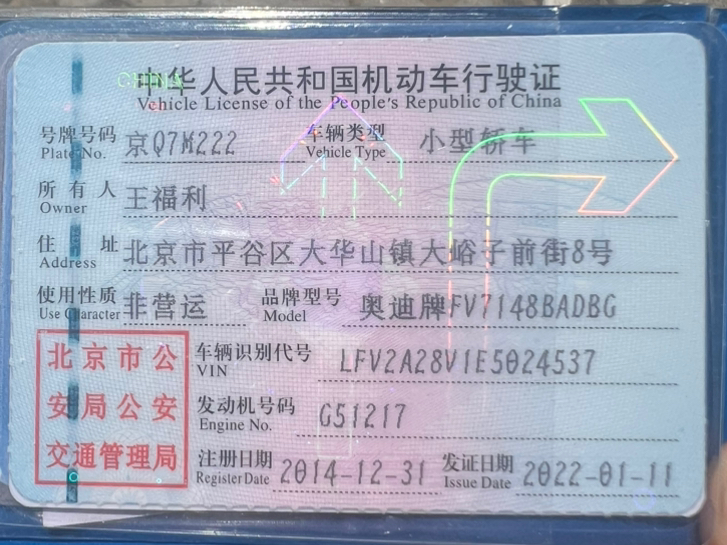 CHINA
中华人民共和国机动车行驶证
Vehicle License of the People's Republic of China
号牌号码 京Q7M222 车辆类型 小型轿车
Plate No. Vehicle Type
所有人 王福利
Owner
住址 北京市平谷区大华山镇大峪子前街8号
Address
使用性质 非营运 品牌型号 奥迪牌FV7148BADBG
Use Character Model
北京市公
安局公安
交通管理局
车辆识别代号 LFV2A28V1E5024537
VIN
发动机号码 G51217
Engine No.
注册日期 2014-12-31 发证日期 2022-01-11
Register Date Issue Date